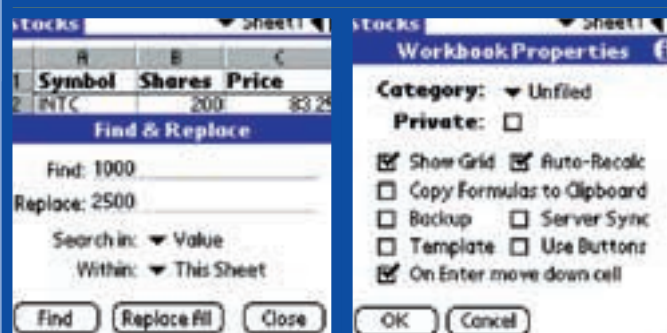 Stocks Sheet1
A B C
1 Symbol Shares Price
2 INTC 200 83.25
Find & Replace
Find: 1000
Replace: 2500
Search in: Value
Within: This Sheet
Find Replace All Close
Stocks Sheet1
Workbook Properties
Category: Unfiled
Private:
Show Grid Auto-Recalc
Copy Formulas to Clipboard
Backup Server Sync
Template Use Buttons
On Enter move down cell
OK Cancel